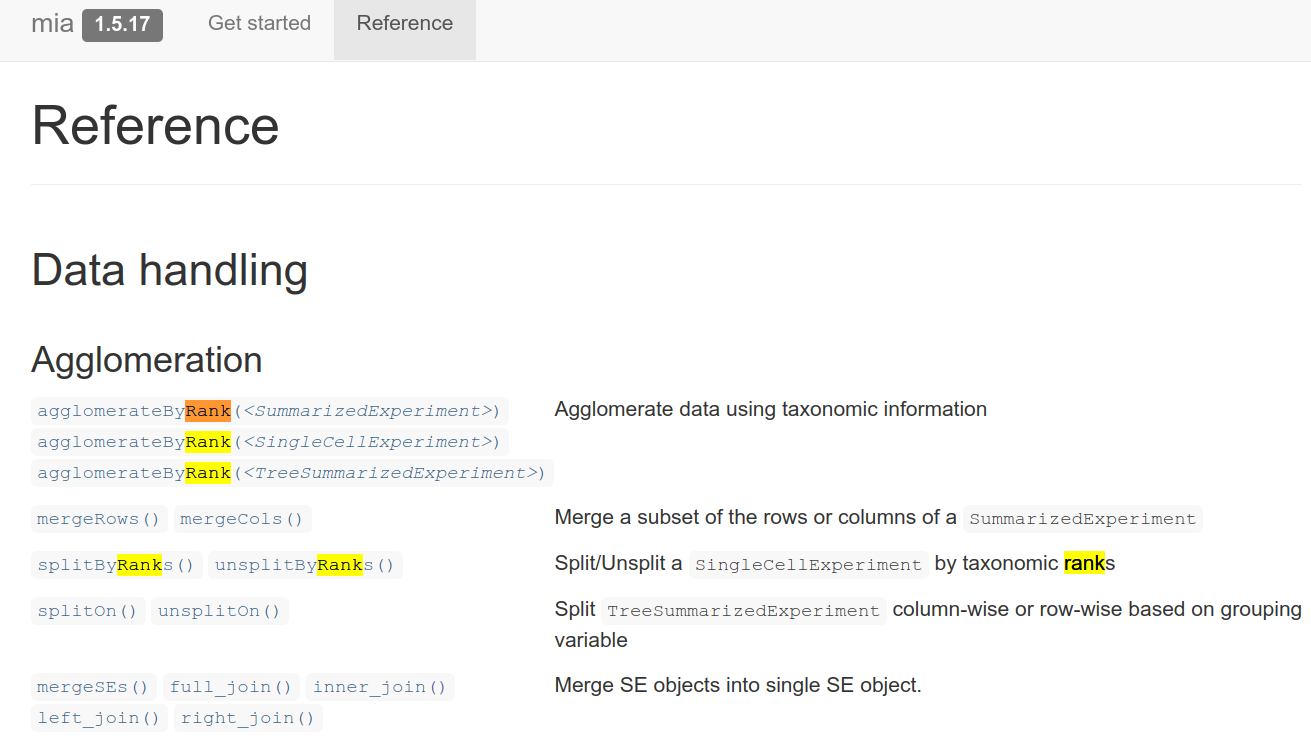 mia 1.5.17 Get started Reference
Reference
Data handling
Agglomeration
agglomerateByRank(<SummarizedExperiment>) Agglomerate data using taxonomic information
agglomerateByRank(<SingleCellExperiment>)
agglomerateByRank(<TreeSummarizedExperiment>)
mergeRows() mergeCols() Merge a subset of the rows or columns of a SummarizedExperiment
splitByRanks() unsplitByRanks() Split/Unsplit a SingleCellExperiment by taxonomic ranks
splitOn() unsplitOn() Split TreeSummarizedExperiment column-wise or row-wise based on grouping
variable
mergeSEs() full_join() inner_join() Merge SE objects into single SE object.
left_join() right_join()